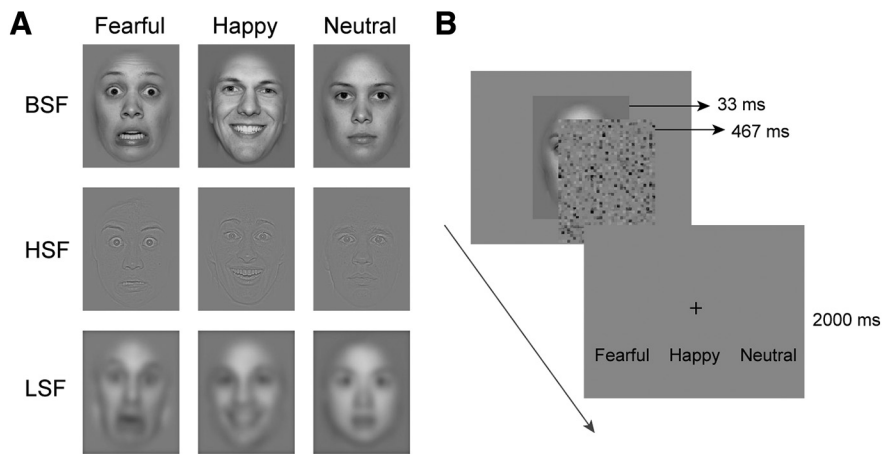 A
Fearful Happy Neutral
BSF
HSF
LSF
B
33 ms
467 ms
2000 ms
Fearful Happy Neutral